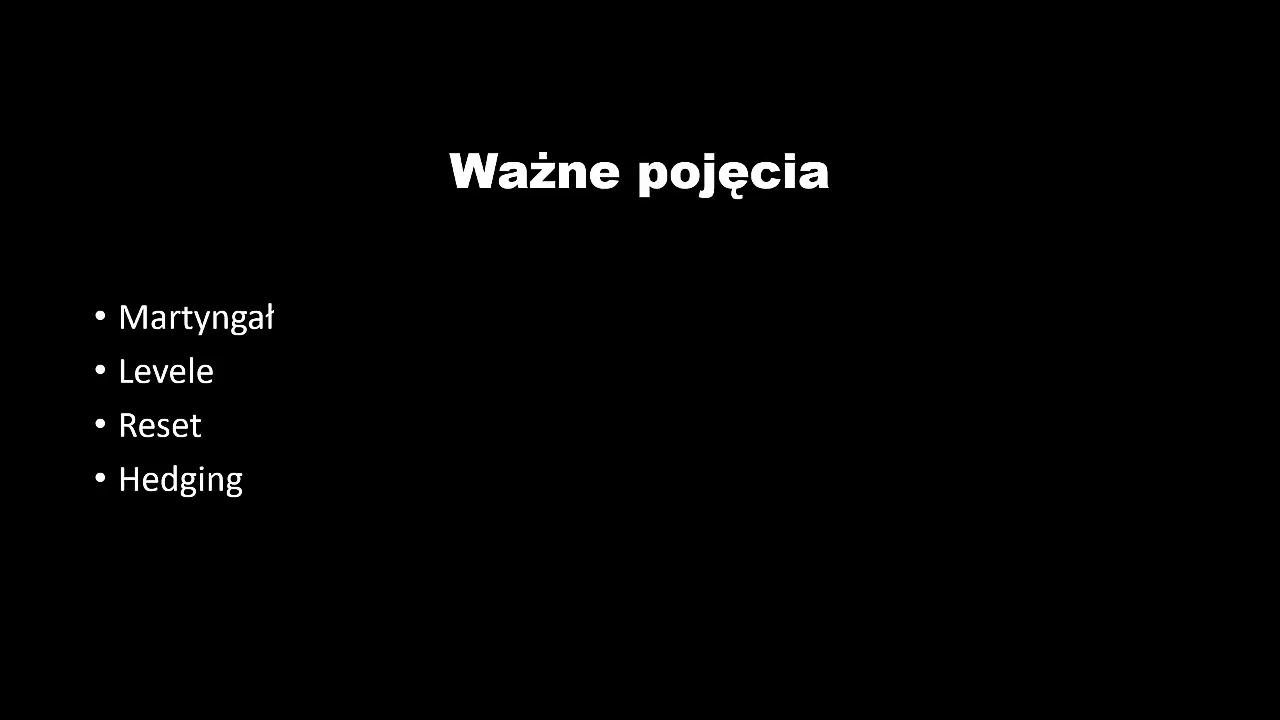 Ważne pojęcia
• Martyngał
• Levele
• Reset
• Hedging